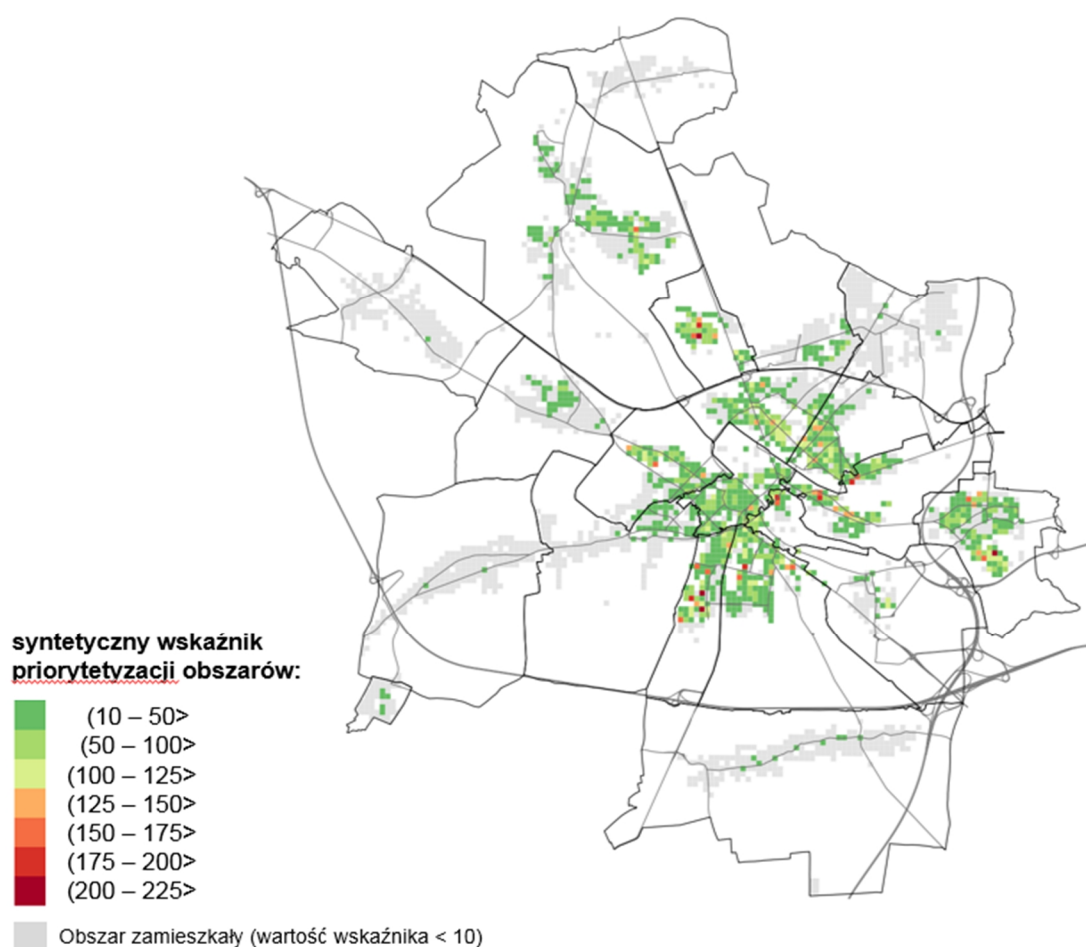 syntetyczny wskaźnik
priorytetyzacji obszarów:
(10 – 50>
(50 – 100>
(100 – 125>
(125 – 150>
(150 – 175>
(175 – 200>
(200 – 225>
Obszar zamieszkały (wartość wskaźnika < 10)